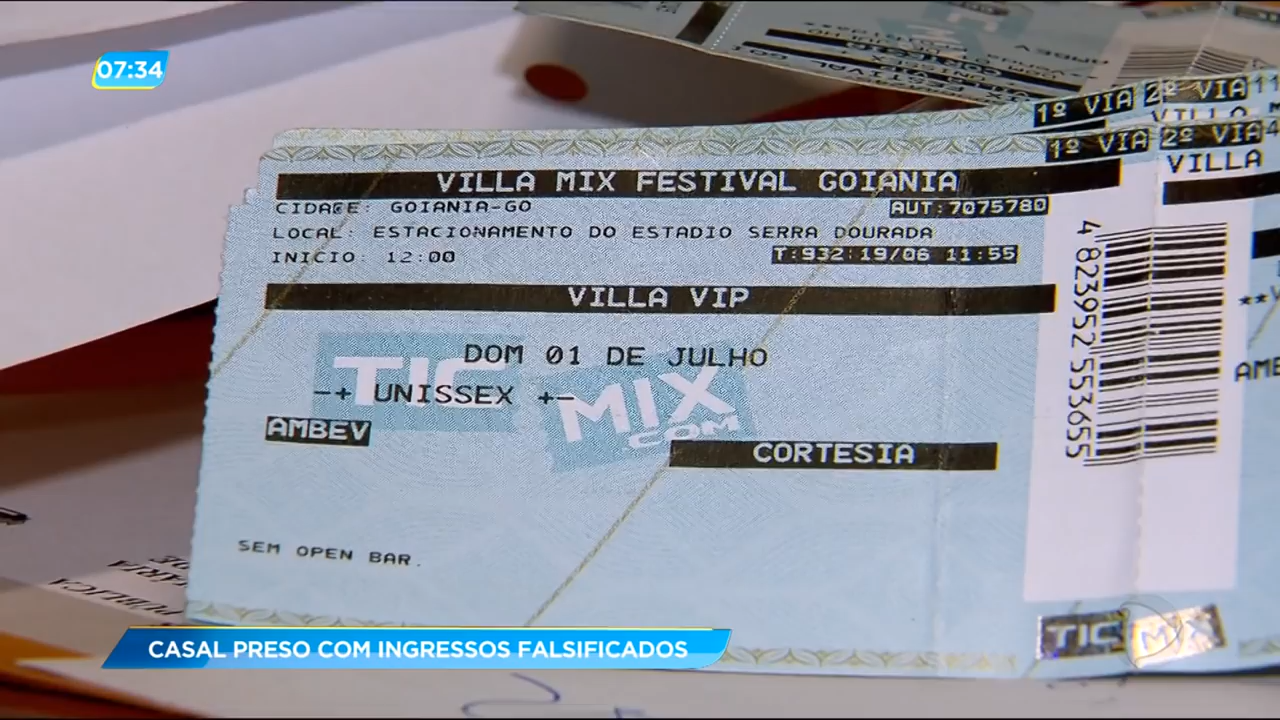 07:34
1º VIA 2º VIA 11
1º VIA 2º VIA 4
VILLA
VILLA MIX FESTIVAL GOIANIA
CIDADE: GOIANIA-GO
AUT:7075780
LOCAL: ESTACIONAMENTO DO ESTADIO SERRA DOURADA
INICIO: 12:00
T:932:19/06 11:55
VILLA VIP
DOM 01 DE JULHO
-+ UNISSEX +-
TIC MIX .COM
AMBEV
CORTESIA
4 823952 553655
SEM OPEN BAR.
TIC MIX
PUBLICA
CASAL PRESO COM INGRESSOS FALSIFICADOS